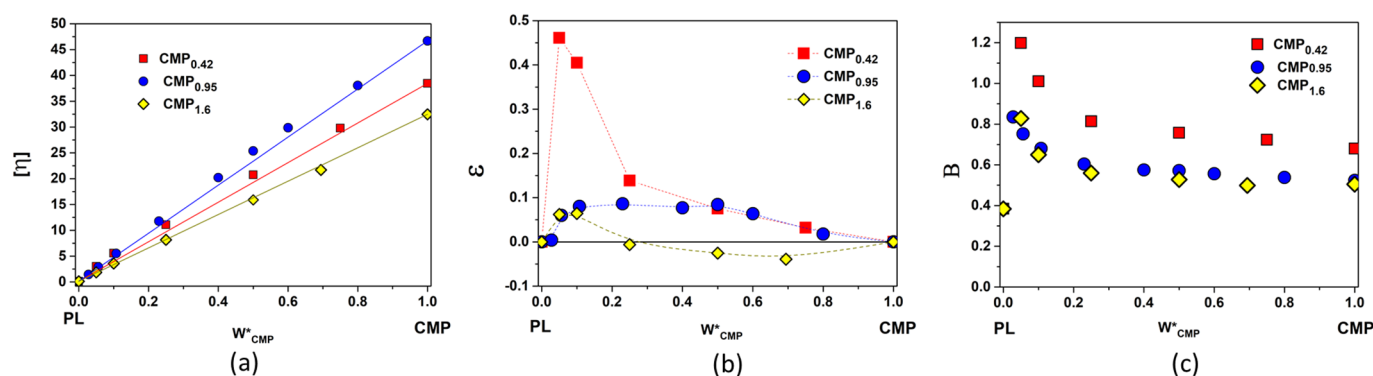 50
45
40
35
30
25
20
15
10
5
0
[η]
CMP0.42
CMP0.95
CMP1.6
0.0 0.2 0.4 0.6 0.8 1.0
PL W*CMP CMP
(a)
0.5
0.4
0.3
0.2
0.1
0.0
-0.1
ε
CMP0.42
CMP0.95
CMP1.6
0.0 0.2 0.4 0.6 0.8 1.0
PL W*CMP CMP
(b)
1.2
1.0
0.8
0.6
0.4
0.2
0.0
B
CMP0.42
CMP0.95
CMP1.6
0.0 0.2 0.4 0.6 0.8 1.0
PL W*CMP CMP
(c)